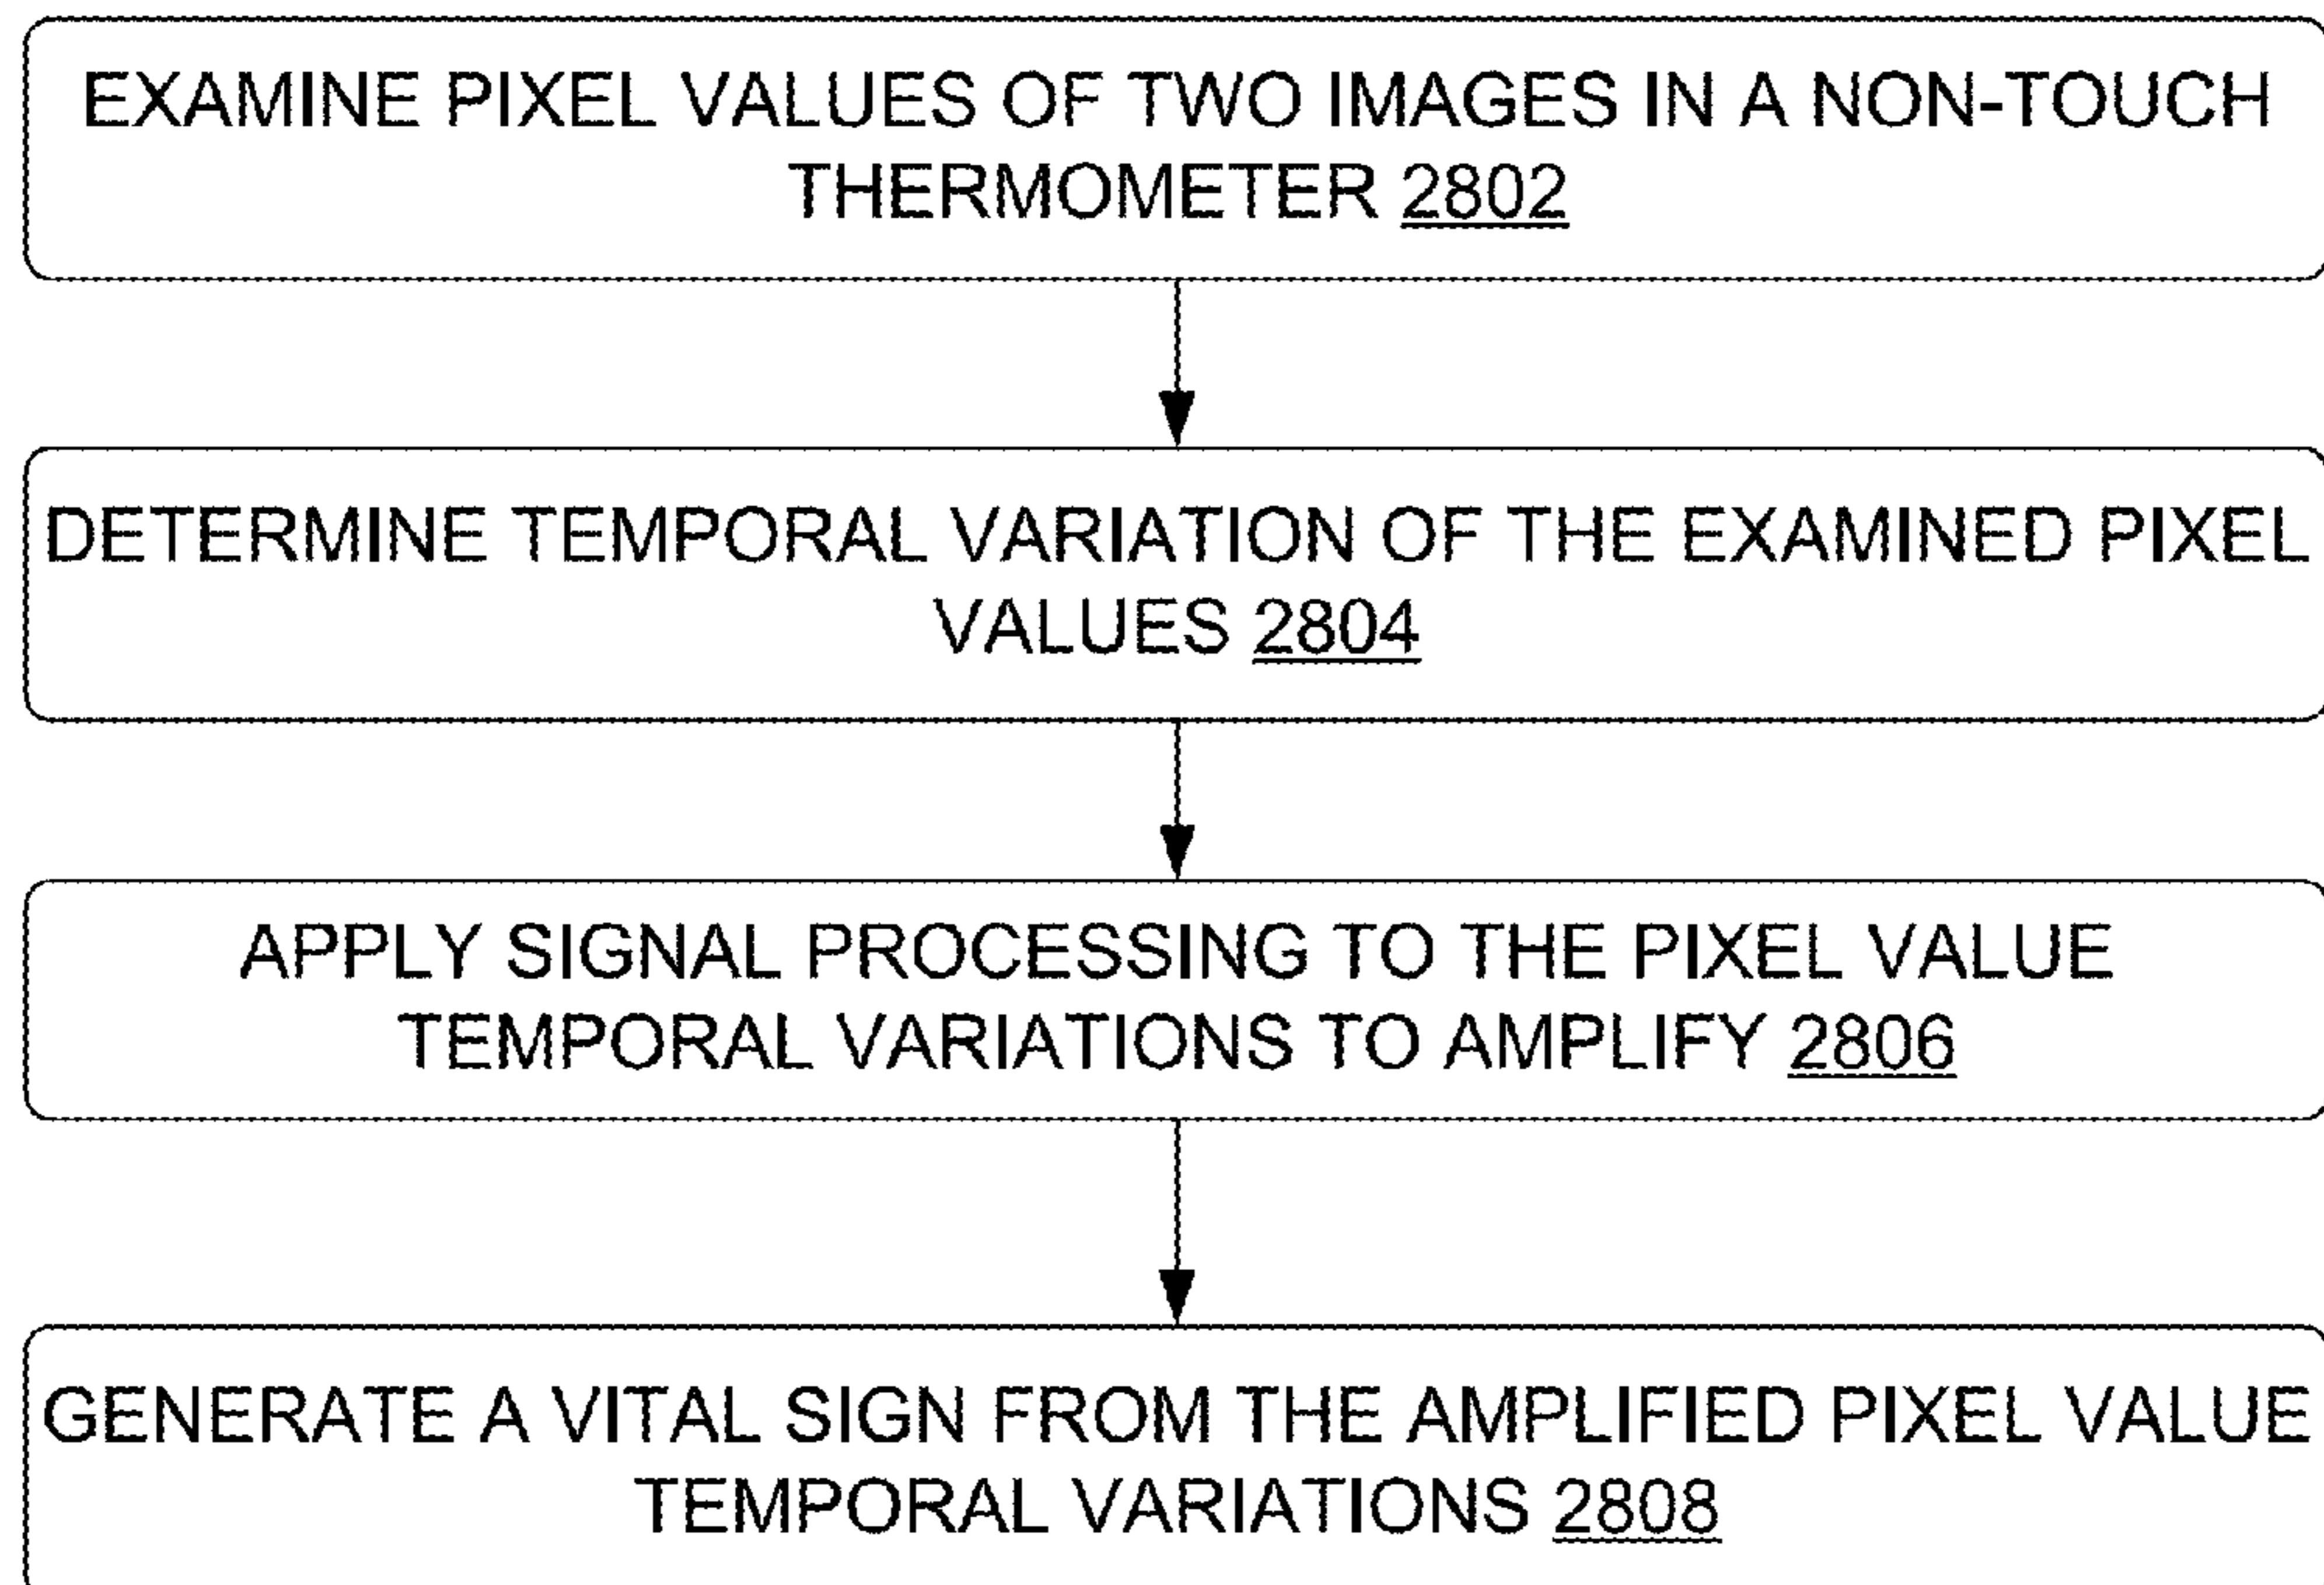 EXAMINE PIXEL VALUES OF TWO IMAGES IN A NON-TOUCH
THERMOMETER 2802
DETERMINE TEMPORAL VARIATION OF THE EXAMINED PIXEL
VALUES 2804
APPLY SIGNAL PROCESSING TO THE PIXEL VALUE
TEMPORAL VARIATIONS TO AMPLIFY 2806
GENERATE A VITAL SIGN FROM THE AMPLIFIED PIXEL VALUE
TEMPORAL VARIATIONS 2808